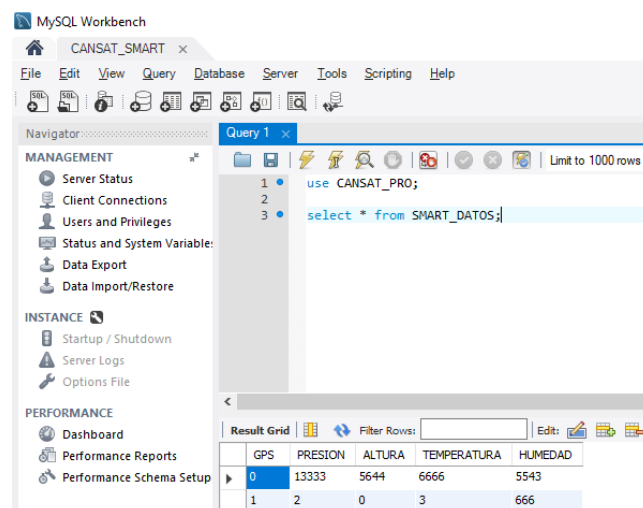 MySQL Workbench
CANSAT_SMART ×
File Edit View Query Database Server Tools Scripting Help
Navigator
Query 1 ×
MANAGEMENT
Limit to 1000 rows
Server Status
Client Connections
Users and Privileges
Status and System Variables
Data Export
Data Import/Restore
1 use CANSAT_PRO;
2
3 select * from SMART_DATOS;
INSTANCE
Startup / Shutdown
Server Logs
Options File
PERFORMANCE
Dashboard
Performance Reports
Performance Schema Setup
Result Grid Filter Rows: Edit:
GPS PRESION ALTURA TEMPERATURA HUMEDAD
0 13333 5644 6666 5543
1 2 0 3 666